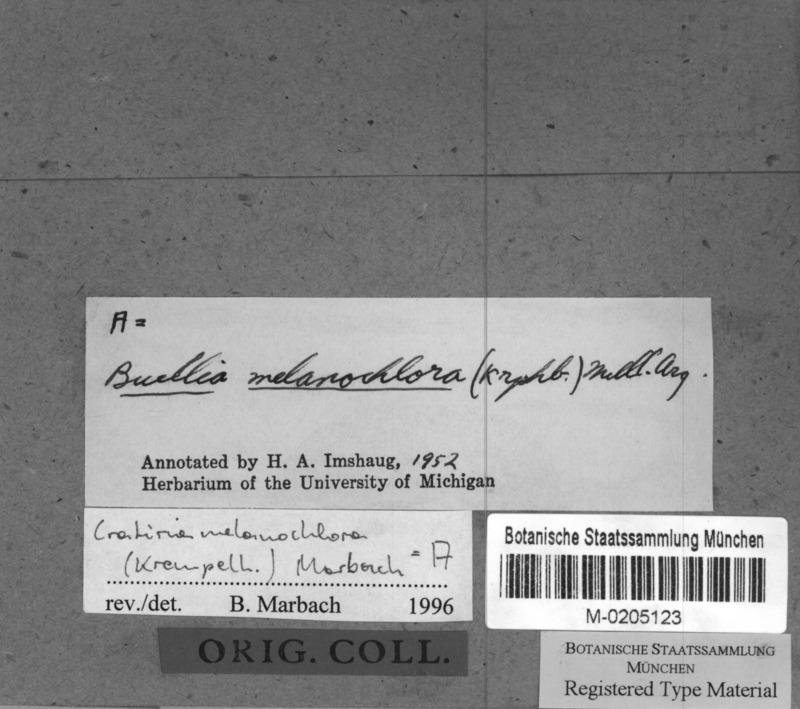 A =
Buellia melanochlora (Krphb.) Müll. Arg.
Annotated by H. A. Imshaug, 1952
Herbarium of the University of Michigan
Cratiria melanochlora
(Krempelh.) Marbach = A
rev./det. B. Marbach 1996
ORIG. COLL.
Botanische Staatssammlung München
M-0205123
BOTANISCHE STAATSSAMMLUNG
MÜNCHEN
Registered Type Material